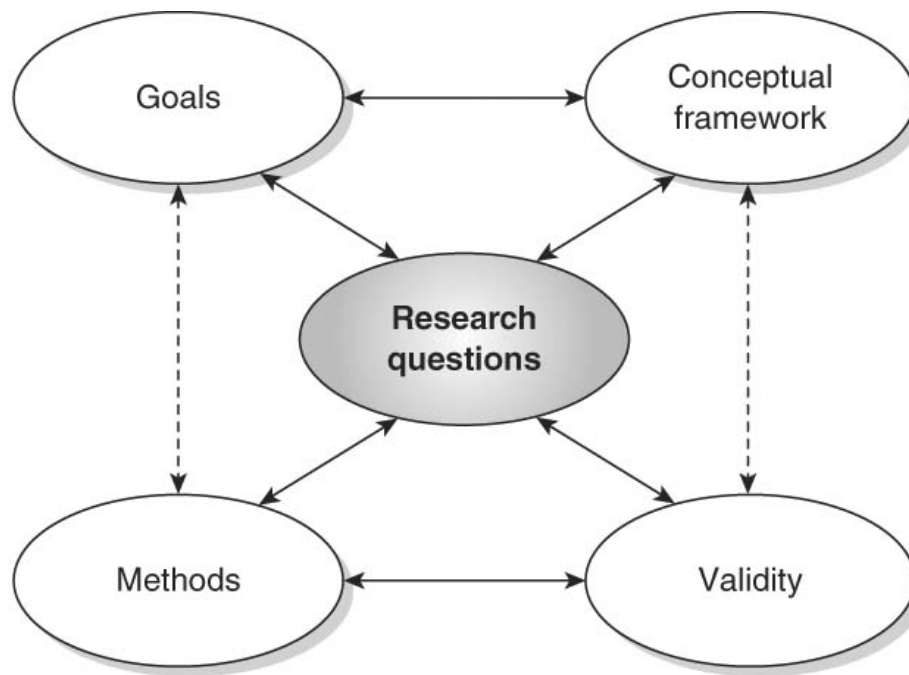 Goals
Conceptual
framework
Research
questions
Methods
Validity